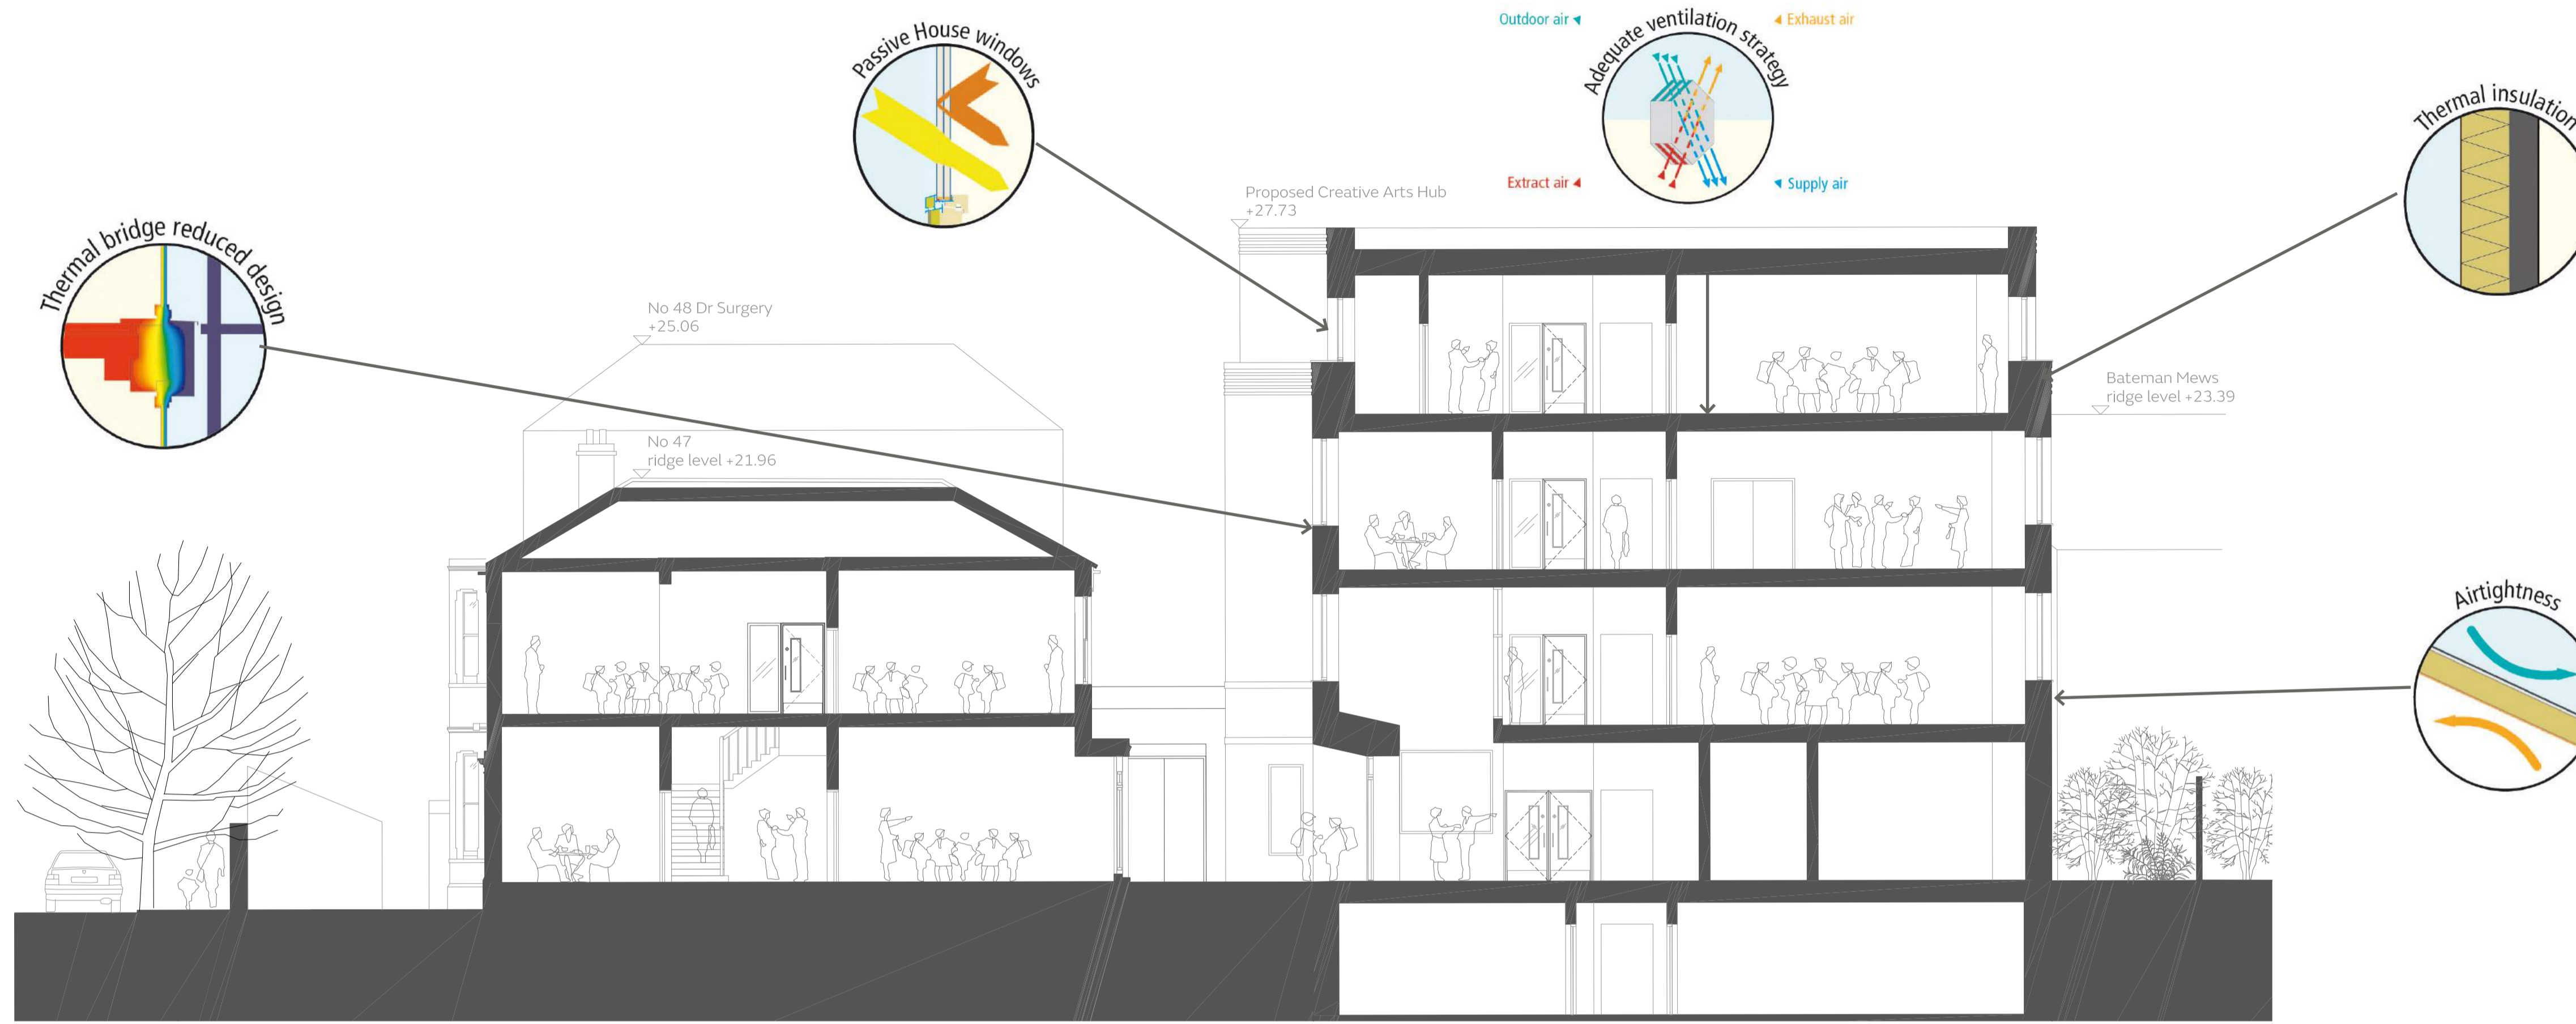 Outdoor air
Exhaust air
Adequate ventilation strategy
Passive House windows
Thermal insulation
Extract air
Supply air
Proposed Creative Arts Hub
+27.73
Thermal bridge reduced design
No 48 Dr Surgery
+25.06
Bateman Mews
ridge level +23.39
No 47
ridge level +21.96
Airtightness